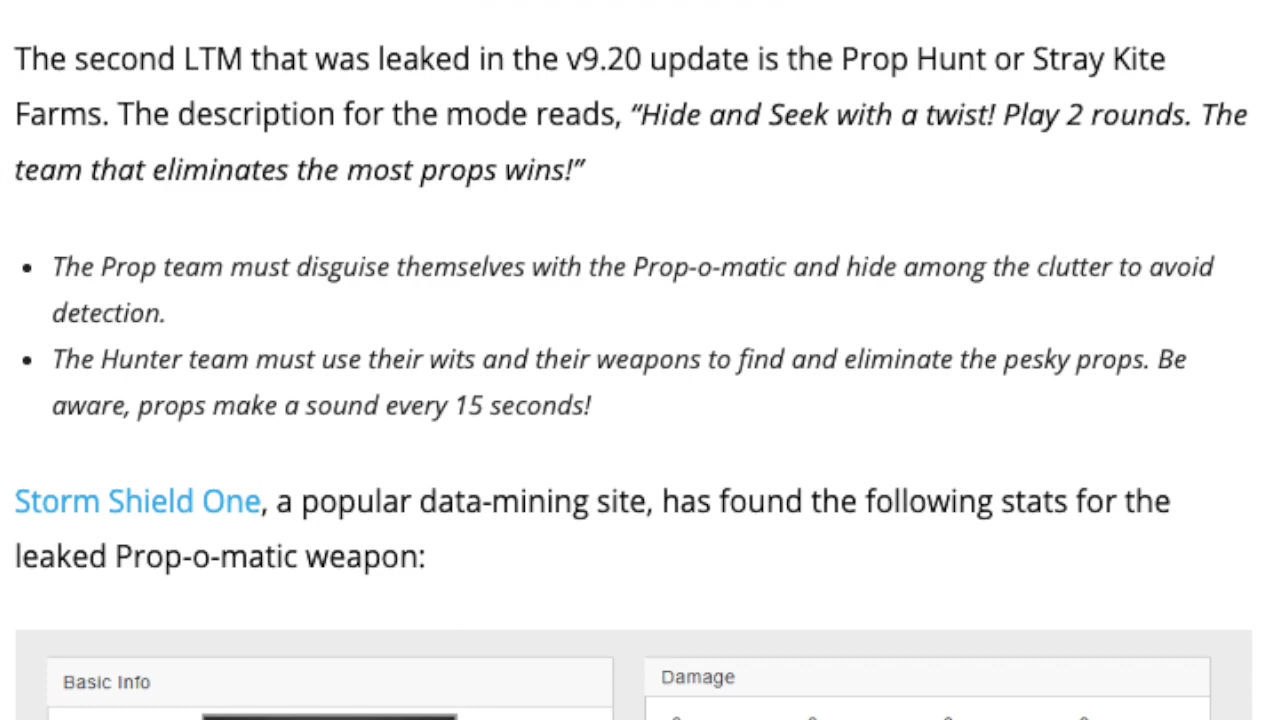 The second LTM that was leaked in the v9.20 update is the Prop Hunt or Stray Kite
Farms. The description for the mode reads, “Hide and Seek with a twist! Play 2 rounds. The
team that eliminates the most props wins!”
• The Prop team must disguise themselves with the Prop-o-matic and hide among the clutter to avoid
detection.
• The Hunter team must use their wits and their weapons to find and eliminate the pesky props. Be
aware, props make a sound every 15 seconds!
Storm Shield One, a popular data-mining site, has found the following stats for the
leaked Prop-o-matic weapon:
Basic Info
Damage